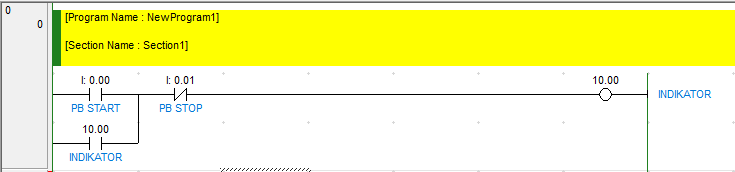 0
0
[Program Name : NewProgram1]
[Section Name : Section1]
I: 0.00 I: 0.01 10.00
PB START PB STOP INDIKATOR
10.00
INDIKATOR